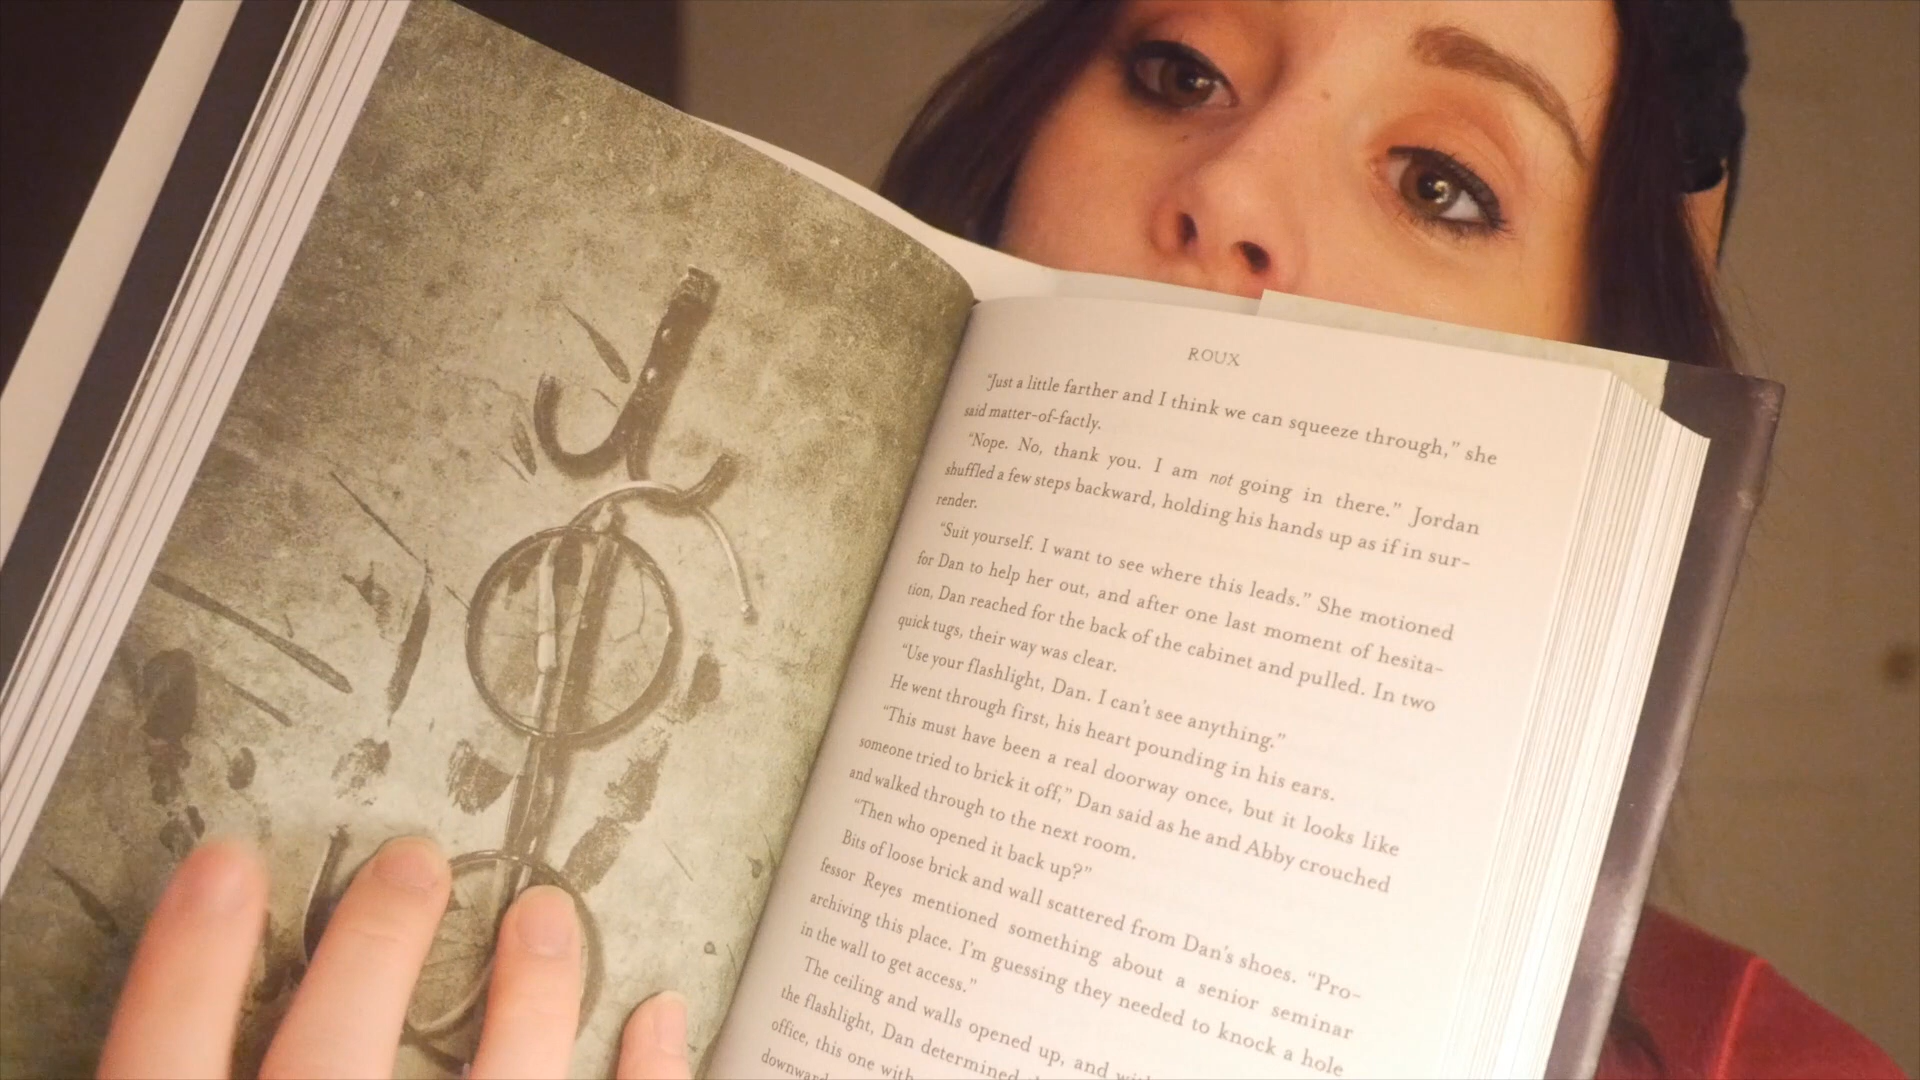 ROUX
“Just a little farther and I think we can squeeze through,” she
said matter-of-factly.
“Nope. No, thank you. I am not going in there.” Jordan
shuffled a few steps backward, holding his hands up as if in sur-
render.
“Suit yourself. I want to see where this leads.” She motioned
for Dan to help her out, and after one last moment of hesita-
tion, Dan reached for the back of the cabinet and pulled. In two
quick tugs, their way was clear.
“Use your flashlight, Dan. I can't see anything.”
He went through first, his heart pounding in his ears.
“This must have been a real doorway once, but it looks like
someone tried to brick it off,” Dan said as he and Abby crouched
and walked through to the next room.
“Then who opened it back up?”
Bits of loose brick and wall scattered from Dan's shoes. “Pro-
fessor Reyes mentioned something about a senior seminar
archiving this place. I'm guessing they needed to knock a hole
in the wall to get access.”
The ceiling and walls opened up, and
the flashlight, Dan determined
office, this one with